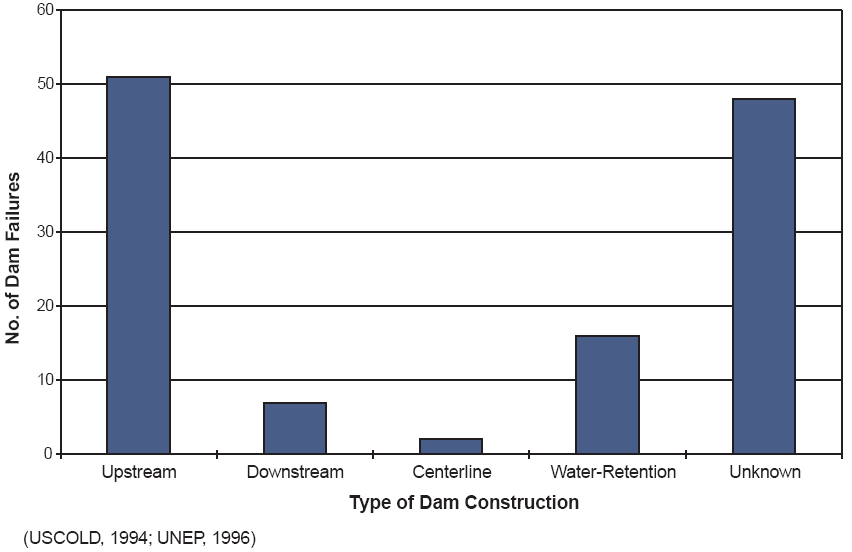 60
50
40
30
20
10
0
No. of Dam Failures
Upstream Downstream Centerline Water-Retention Unknown
Type of Dam Construction
(USCOLD, 1994; UNEP, 1996)